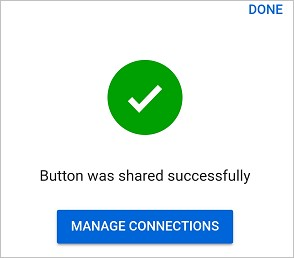 DONE
Button was shared successfully
MANAGE CONNECTIONS